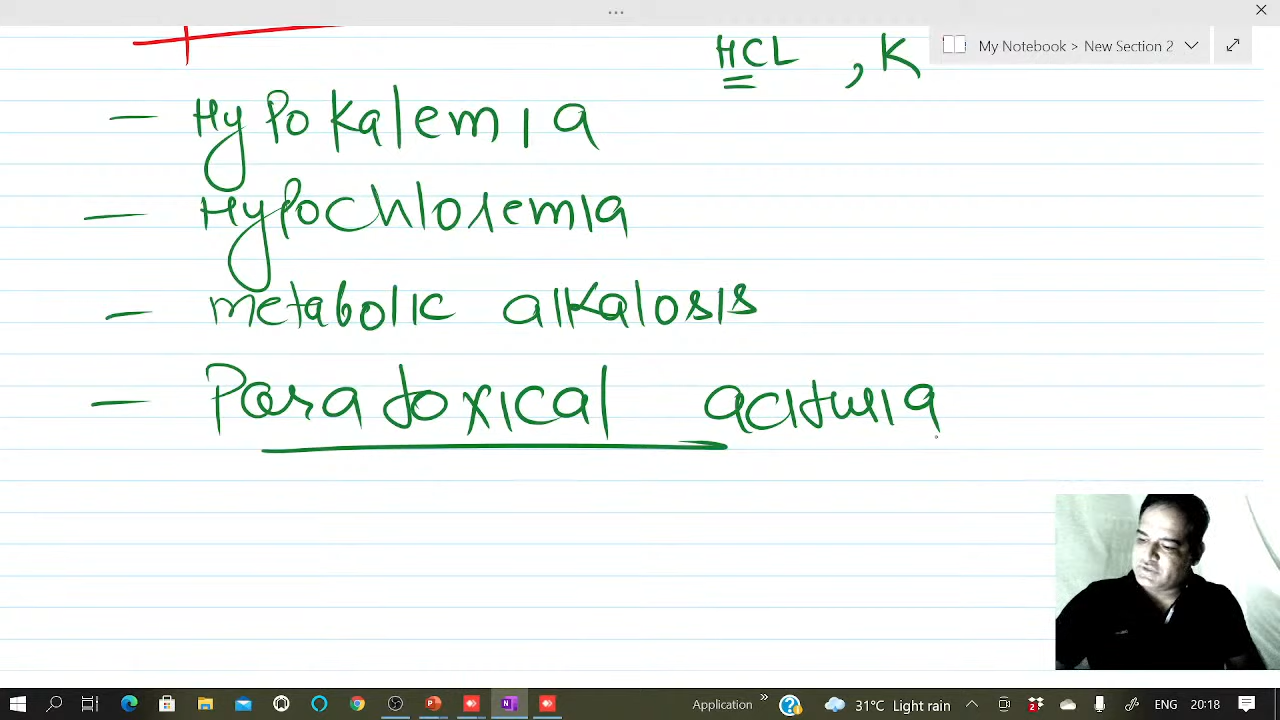 ...
My Notebook > New Section 2
HCL , K
- Hypokalemia
- Hypochloremia
- metabolic alkalosis
- Paradoxical aciduria
Application
31°C Light rain
ENG
20:18